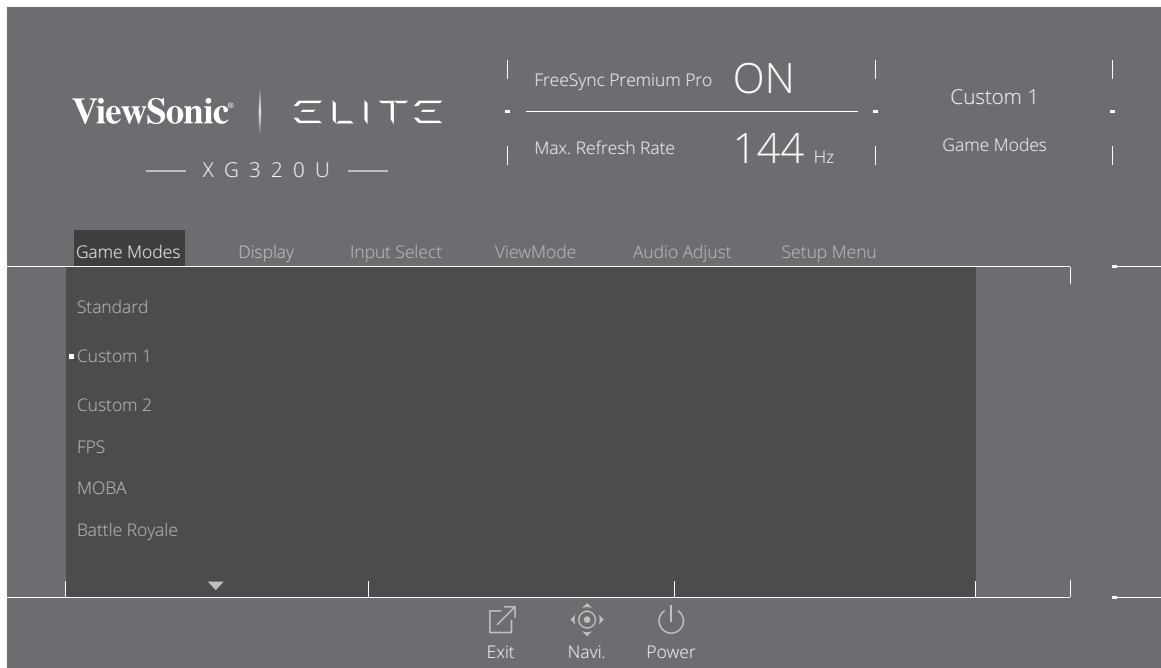 ViewSonic® ELITE
XG320U
FreeSync Premium Pro ON
Max. Refresh Rate 144 Hz
Custom 1
Game Modes
Game Modes Display Input Select ViewMode Audio Adjust Setup Menu
Standard
Custom 1
Custom 2
FPS
MOBA
Battle Royale
Exit Navi. Power